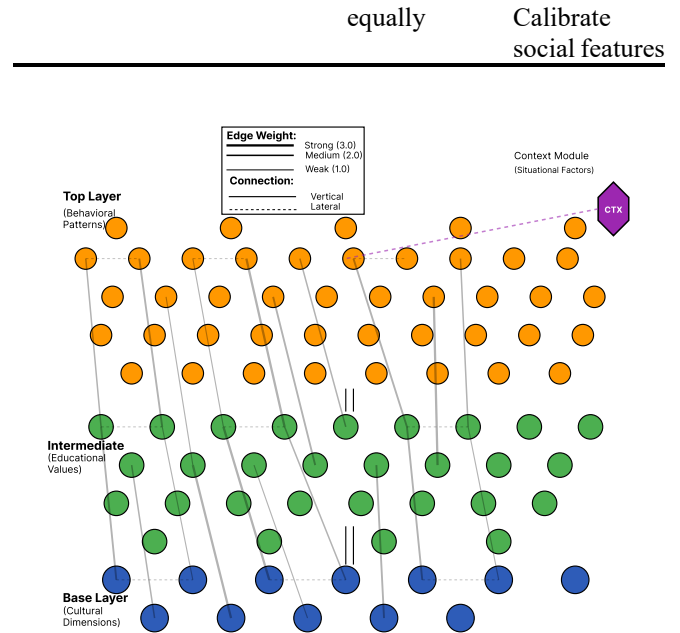 equally
Calibrate
social features
Edge Weight:
Strong (3.0)
Medium (2.0)
Weak (1.0)
Connection:
Vertical
Lateral
Context Module
(Situational Factors)
CTX
Top Layer
(Behavioral
Patterns)
Intermediate
(Educational
Values)
Base Layer
(Cultural
Dimensions)